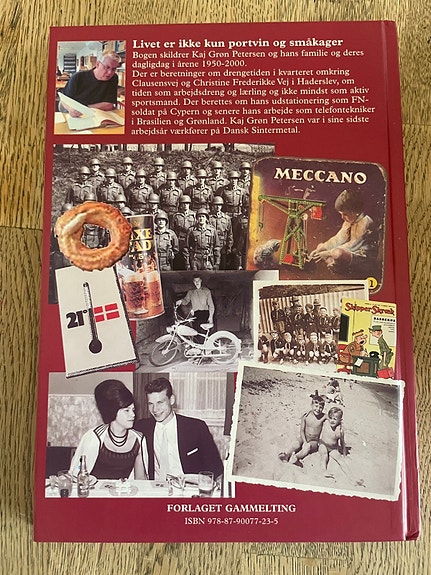 Livet er ikke kun portvin og småkager
Bogen skildrer Kaj Grøn Petersen og hans familie og deres
dagligdag i årene 1950-2000.
Der er beretninger om drengetiden i kvarteret omkring
Clausensvej og Christine Frederikke Vej i Haderslev, om
tiden som arbejdsdreng og lærling og ikke mindst som aktiv
sportsmand. Der berettes om hans udstationering som FN-
soldat på Cypern og senere hans arbejde som telefontekniker
i Brasilien og Grønland. Kaj Grøn Petersen var i sine sidste
arbejdsår værkfører på Dansk Sintermetal.
MECCANO
1
21°
Skipper Skræk
FORLAGET GAMMELTING
ISBN 978-87-90077-23-5